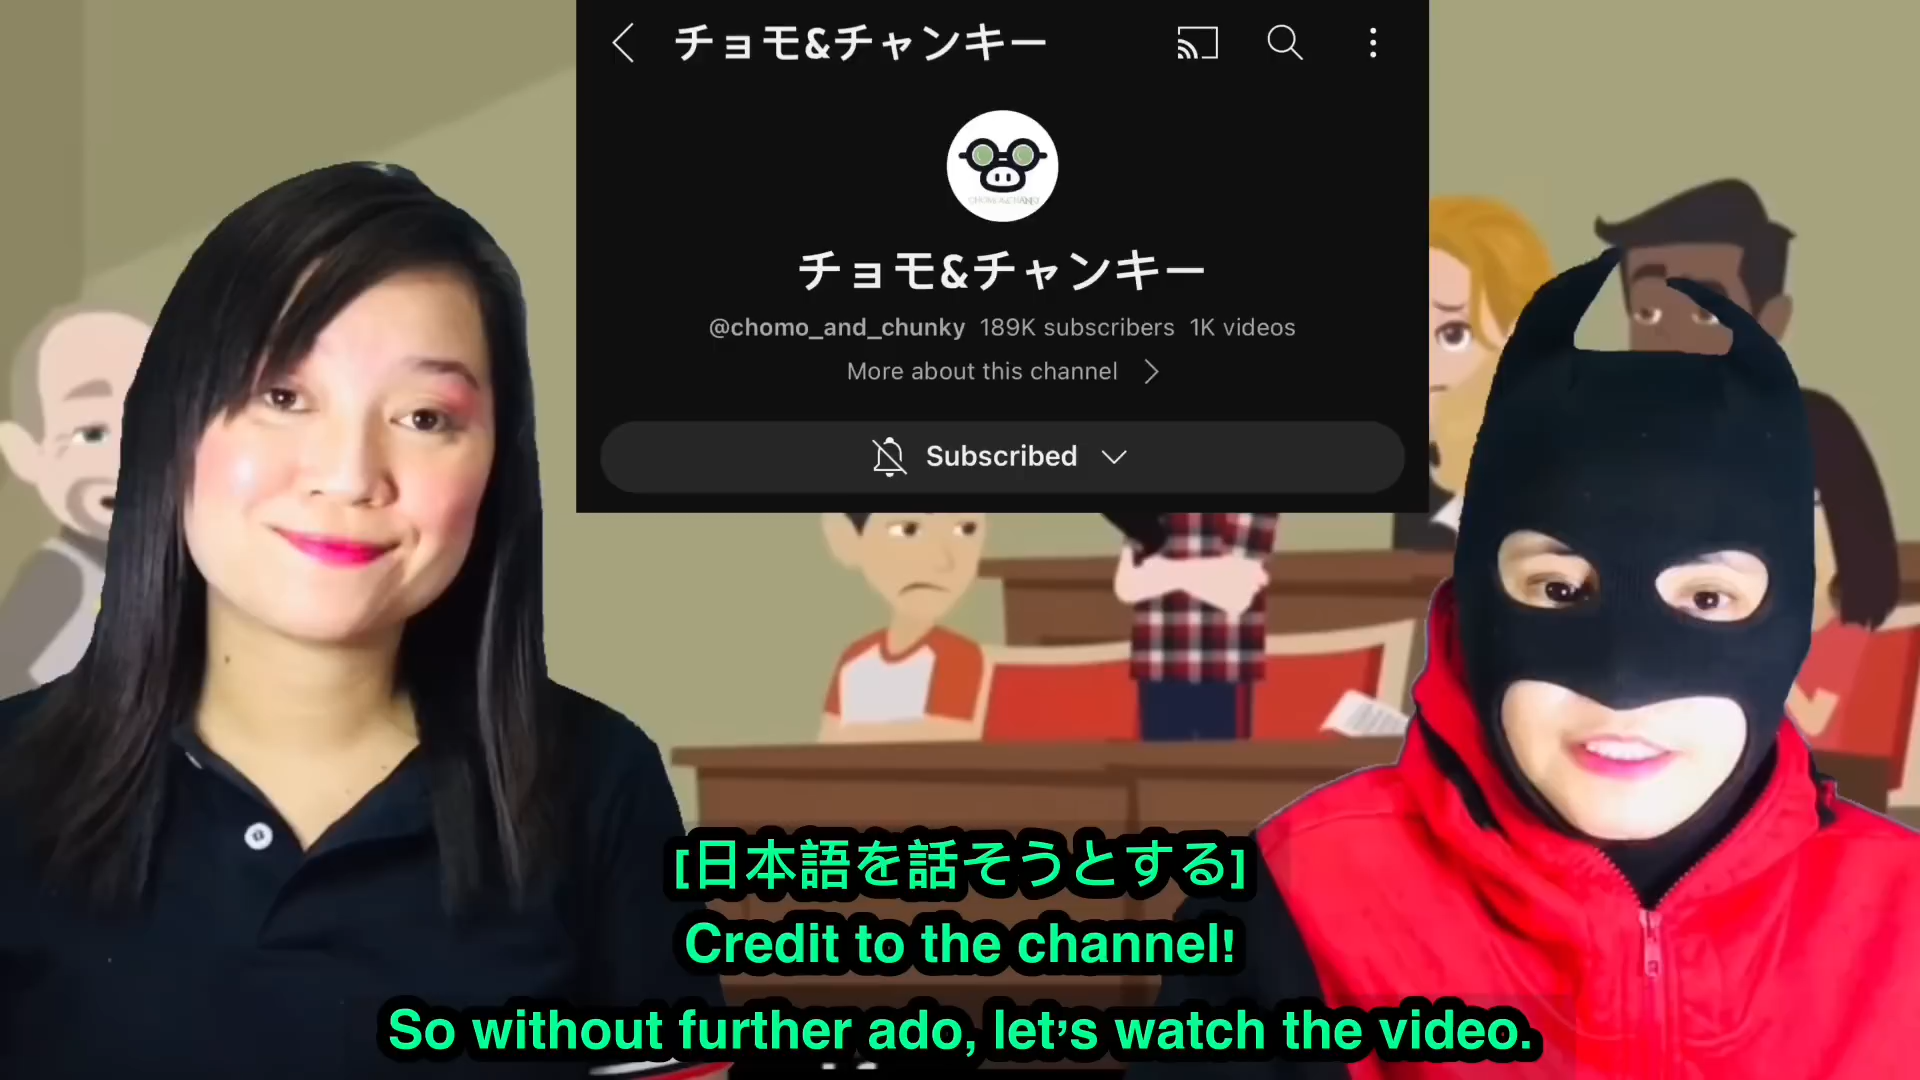 チョモ&チャンキー
チョモ&チャンキー
@chomo_and_chunky 189K subscribers 1K videos
More about this channel
Subscribed
[日本語を話そうとする]
Credit to the channel!
So without further ado, let's watch the video.